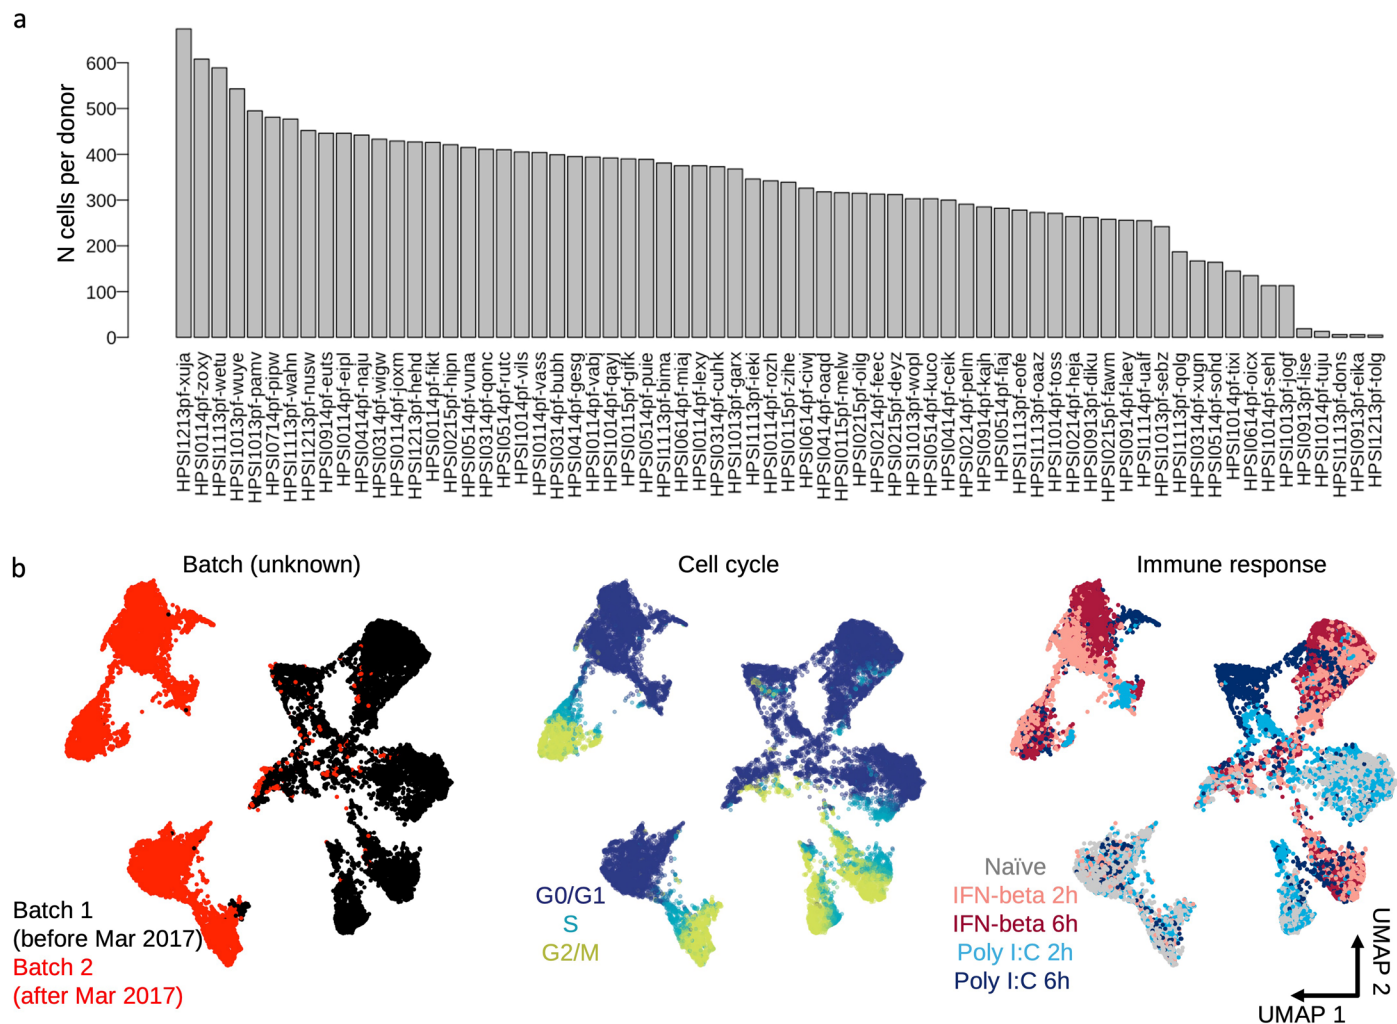 a
N cells per donor
600
500
400
300
200
100
0
HPSI1213pf-xuja
HPSI0114pf-zoxy
HPSI1113pf-wetu
HPSI1013pf-wuye
HPSI1013pf-pamv
HPSI0714pf-pipw
HPSI1113pf-wahn
HPSI1213pf-nusw
HPSI0914pf-euts
HPSI0114pf-eipl
HPSI0414pf-naju
HPSI0314pf-wigw
HPSI0114pf-joxm
HPSI1213pf-hehd
HPSI0114pf-fikt
HPSI0215pf-hipn
HPSI0514pf-vuna
HPSI0314pf-qonc
HPSI0514pf-rutc
HPSI1014pf-vils
HPSI0414pf-vass
HPSI0314pf-bubh
HPSI0414pf-gesg
HPSI0114pf-vabj
HPSI1014pf-qayj
HPSI0115pf-gifk
HPSI0514pf-puie
HPSI1113pf-bima
HPSI0614pf-miaj
HPSI0114pf-lexy
HPSI0314pf-cuhk
HPSI1013pf-garx
HPSI1113pf-ieki
HPSI0114pf-rozh
HPSI0115pf-zihe
HPSI0614pf-ciwj
HPSI0414pf-oaqd
HPSI0115pf-melw
HPSI0215pf-oilg
HPSI0214pf-feec
HPSI0215pf-deyz
HPSI1013pf-wopl
HPSI0514pf-kuco
HPSI0414pf-ceik
HPSI0214pf-pelm
HPSI0914pf-kajh
HPSI0514pf-fiaj
HPSI1113pf-eofe
HPSI1113pf-oaaz
HPSI1014pf-toss
HPSI0214pf-heja
HPSI0913pf-diku
HPSI0215pf-fawm
HPSI0914pf-laey
HPSI1114pf-ualf
HPSI1013pf-sebz
HPSI1113pf-qolg
HPSI0314pf-xugn
HPSI0514pf-sohd
HPSI1014pf-tixi
HPSI0614pf-oicx
HPSI1014pf-sehl
HPSI1013pf-jogf
HPSI0913pf-lise
HPSI1014pf-tuju
HPSI1113pf-dons
HPSI0913pf-eika
HPSI1213pf-tolg
b
Batch (unknown)
Cell cycle
Immune response
Batch 1
(before Mar 2017)
Batch 2
(after Mar 2017)
G0/G1
S
G2/M
Naïve
IFN-beta 2h
IFN-beta 6h
Poly I:C 2h
Poly I:C 6h
UMAP 2
UMAP 1